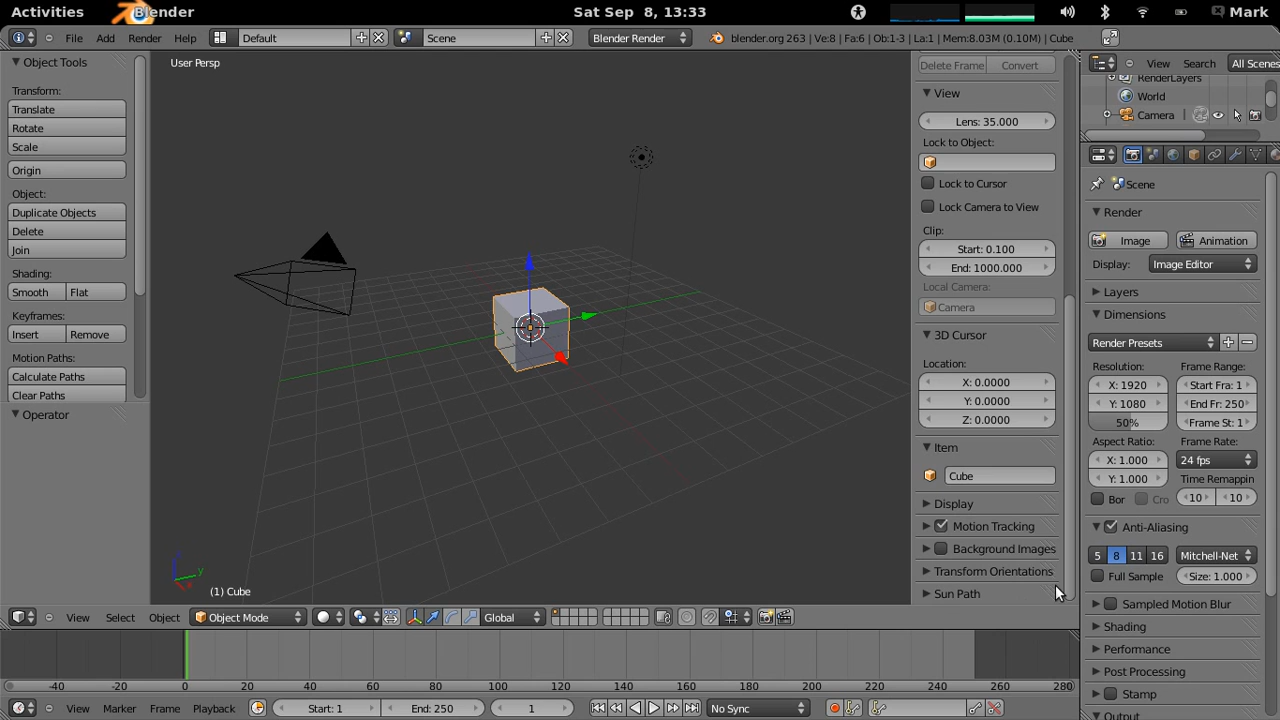 Activities Blender Sat Sep 8, 13:33 Mark
File Add Render Help Default Scene Blender Render blender.org 263 | Ve:8 | Fa:6 | Ob:1-3 | La:1 | Mem:8.03M (0.10M) | Cube
Object Tools
Transform:
Translate
Rotate
Scale
Origin
Object:
Duplicate Objects
Delete
Join
Shading:
Smooth Flat
Keyframes:
Insert Remove
Motion Paths:
Calculate Paths
Clear Paths
Operator
User Persp
y
x
(1) Cube
Delete Frame Convert
View
Lens: 35.000
Lock to Object:
Lock to Cursor
Lock Camera to View
Clip:
Start: 0.100
End: 1000.000
Local Camera:
Camera
3D Cursor
Location:
X: 0.0000
Y: 0.0000
Z: 0.0000
Item
Cube
Display
Motion Tracking
Background Images
Transform Orientations
Sun Path
View Search All Scenes
RenderLayers
World
Camera
Scene
Render
Image Animation
Display: Image Editor
Layers
Dimensions
Render Presets
Resolution: Frame Range:
X: 1920 Start Fra: 1
Y: 1080 End Fr: 250
50% Frame St: 1
Aspect Ratio: Frame Rate:
X: 1.000 24 fps
Y: 1.000 Time Remappin
Bor Cro 10 10
Anti-Aliasing
5 8 11 16 Mitchell-Net
Full Sample Size: 1.000
Sampled Motion Blur
Shading
Performance
Post Processing
Stamp
Output
View Select Object Object Mode Global
-40 -20 0 20 40 60 80 100 120 140 160 180 200 220 240 260 280
View Marker Frame Playback Start: 1 End: 250 1 No Sync